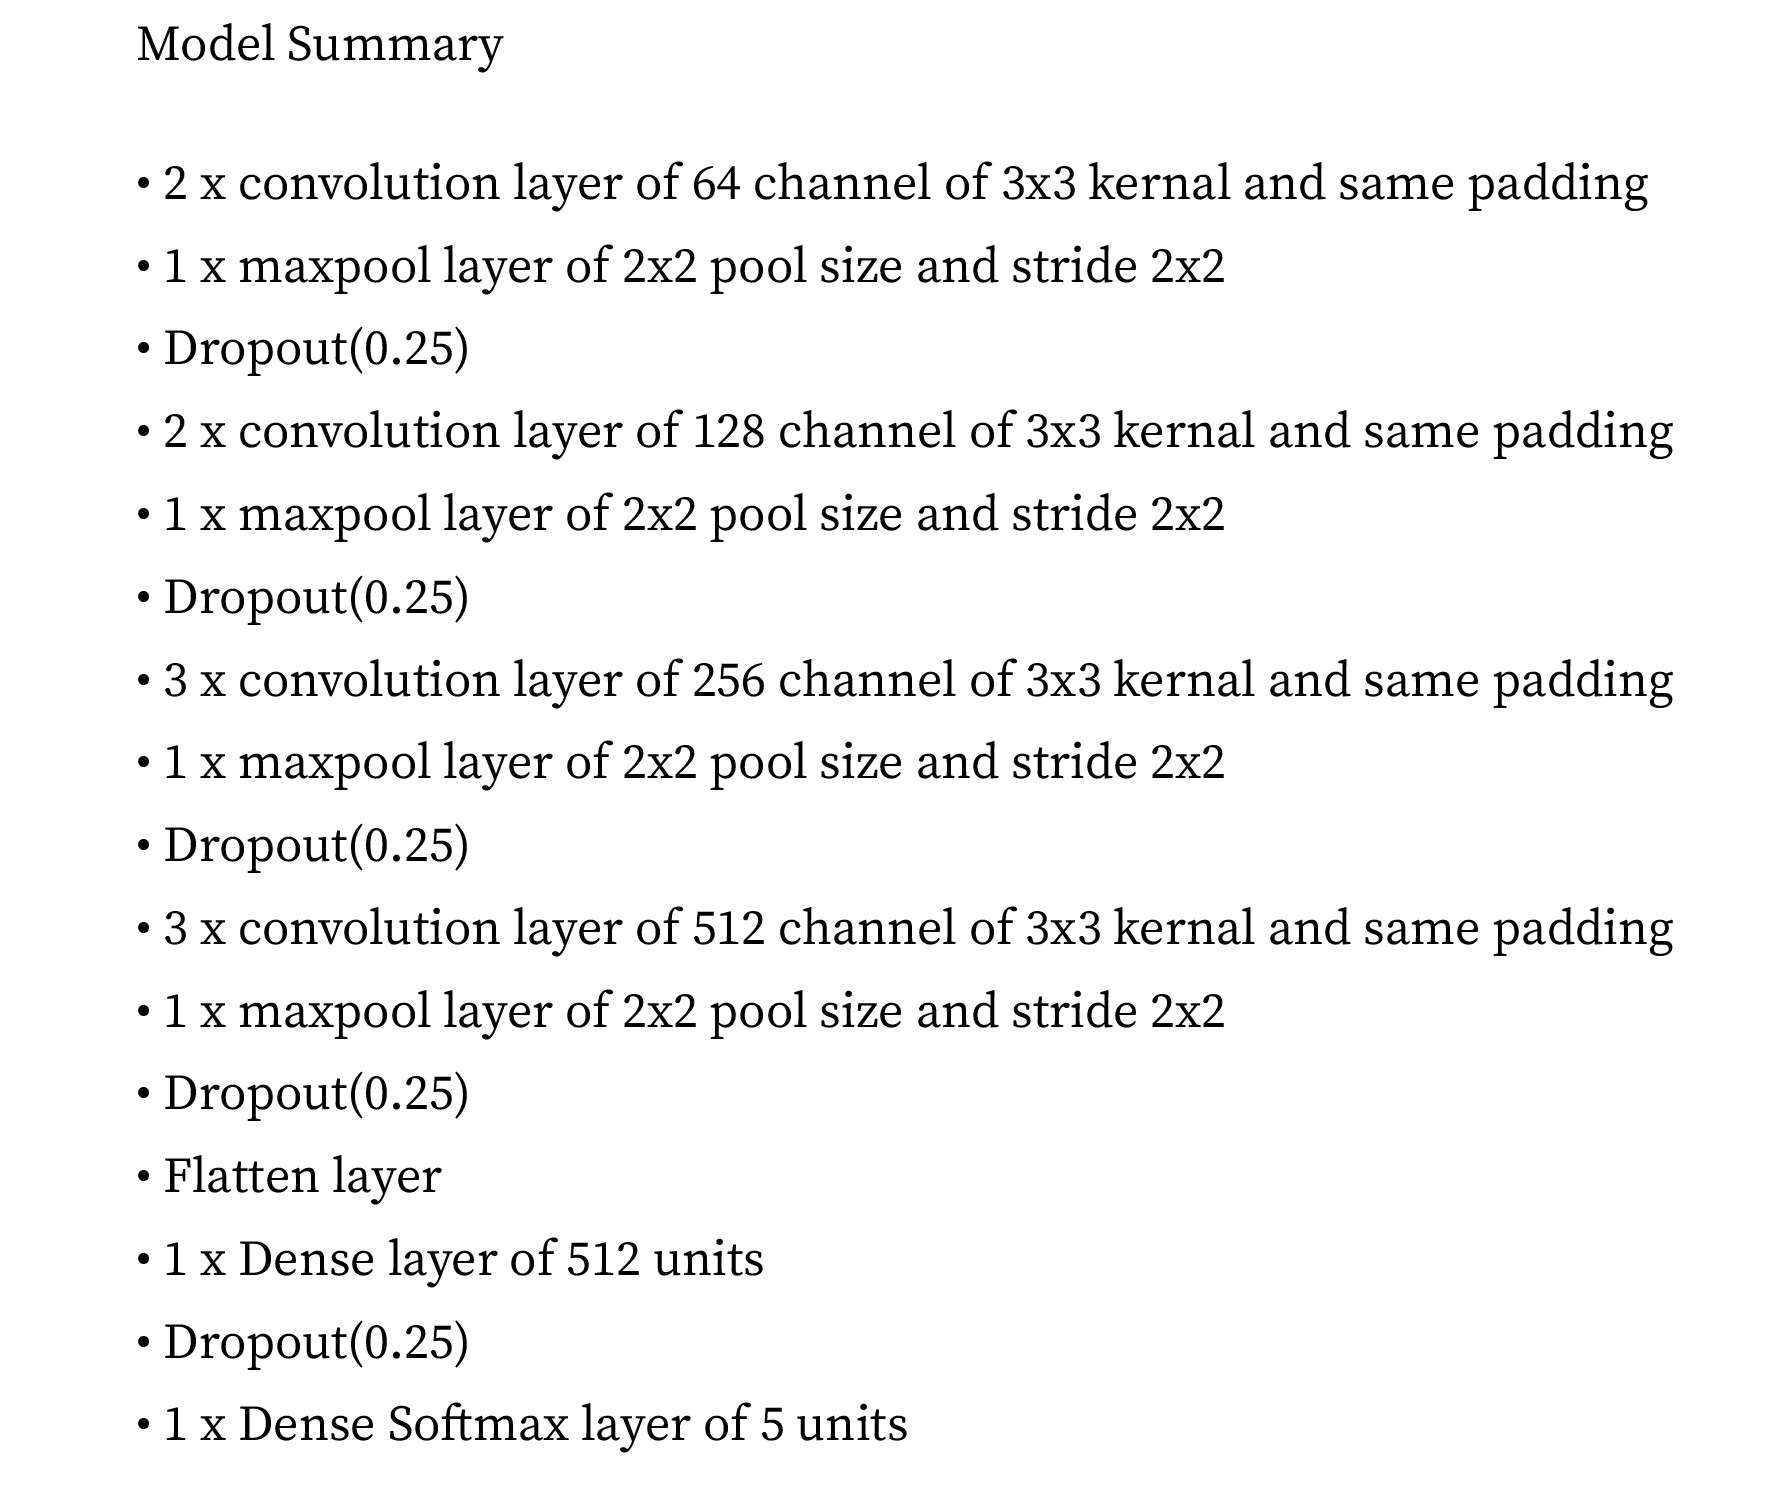 Model Summary
• 2 x convolution layer of 64 channel of 3x3 kernal and same padding
• 1 x maxpool layer of 2x2 pool size and stride 2x2
• Dropout(0.25)
• 2 x convolution layer of 128 channel of 3x3 kernal and same padding
• 1 x maxpool layer of 2x2 pool size and stride 2x2
• Dropout(0.25)
• 3 x convolution layer of 256 channel of 3x3 kernal and same padding
• 1 x maxpool layer of 2x2 pool size and stride 2x2
• Dropout(0.25)
• 3 x convolution layer of 512 channel of 3x3 kernal and same padding
• 1 x maxpool layer of 2x2 pool size and stride 2x2
• Dropout(0.25)
• Flatten layer
• 1 x Dense layer of 512 units
• Dropout(0.25)
• 1 x Dense Softmax layer of 5 units